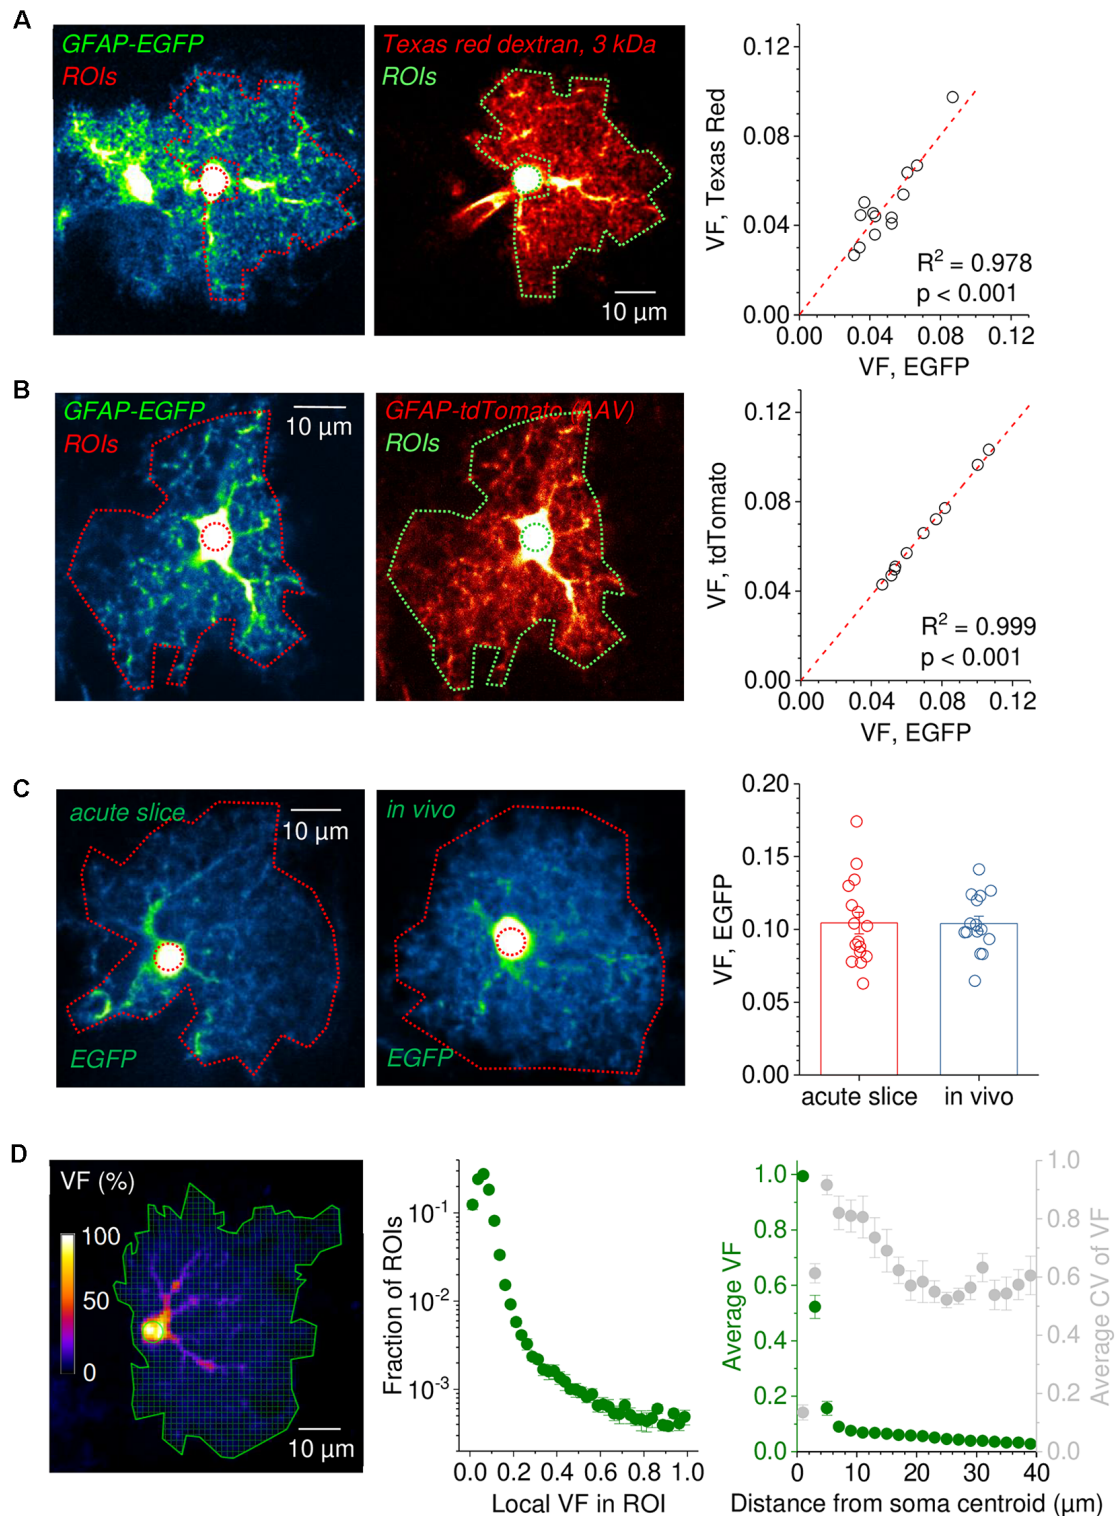 A
GFAP-EGFP
ROIs
Texas red dextran, 3 kDa
ROIs
10 µm
VF, Texas Red
0.12
0.08
0.04
0.00
R² = 0.978
p < 0.001
0.00 0.04 0.08 0.12
VF, EGFP
B
GFAP-EGFP
ROIs
10 µm
GFAP-tdTomato (AAV)
ROIs
VF, tdTomato
0.12
0.08
0.04
0.00
R² = 0.999
p < 0.001
0.00 0.04 0.08 0.12
VF, EGFP
C
acute slice
10 µm
EGFP
in vivo
EGFP
VF, EGFP
0.20
0.15
0.10
0.05
0.00
acute slice in vivo
D
VF (%)
100
50
0
10 µm
Fraction of ROIs
10⁻¹
10⁻²
10⁻³
0.0 0.2 0.4 0.6 0.8 1.0
Local VF in ROI
Average VF
1.0
0.8
0.6
0.4
0.2
0.0
1.0
0.8
0.6
0.4
0.2
0.0
Average CV of VF
0 10 20 30 40
Distance from soma centroid (µm)